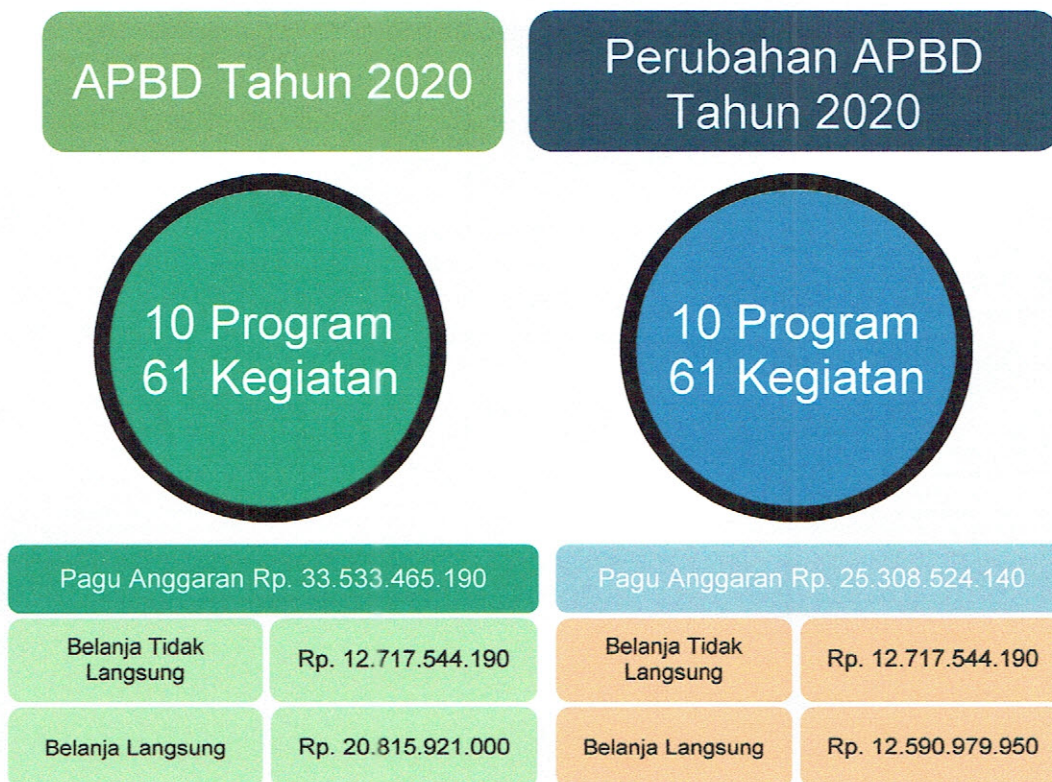 APBD Tahun 2020
Perubahan APBD
Tahun 2020
10 Program
61 Kegiatan
10 Program
61 Kegiatan
Pagu Anggaran Rp. 33.533.465.190
Pagu Anggaran Rp. 25.308.524.140
Belanja Tidak
Langsung
Rp. 12.717.544.190
Belanja Tidak
Langsung
Rp. 12.717.544.190
Belanja Langsung
Rp. 20.815.921.000
Belanja Langsung
Rp. 12.590.979.950